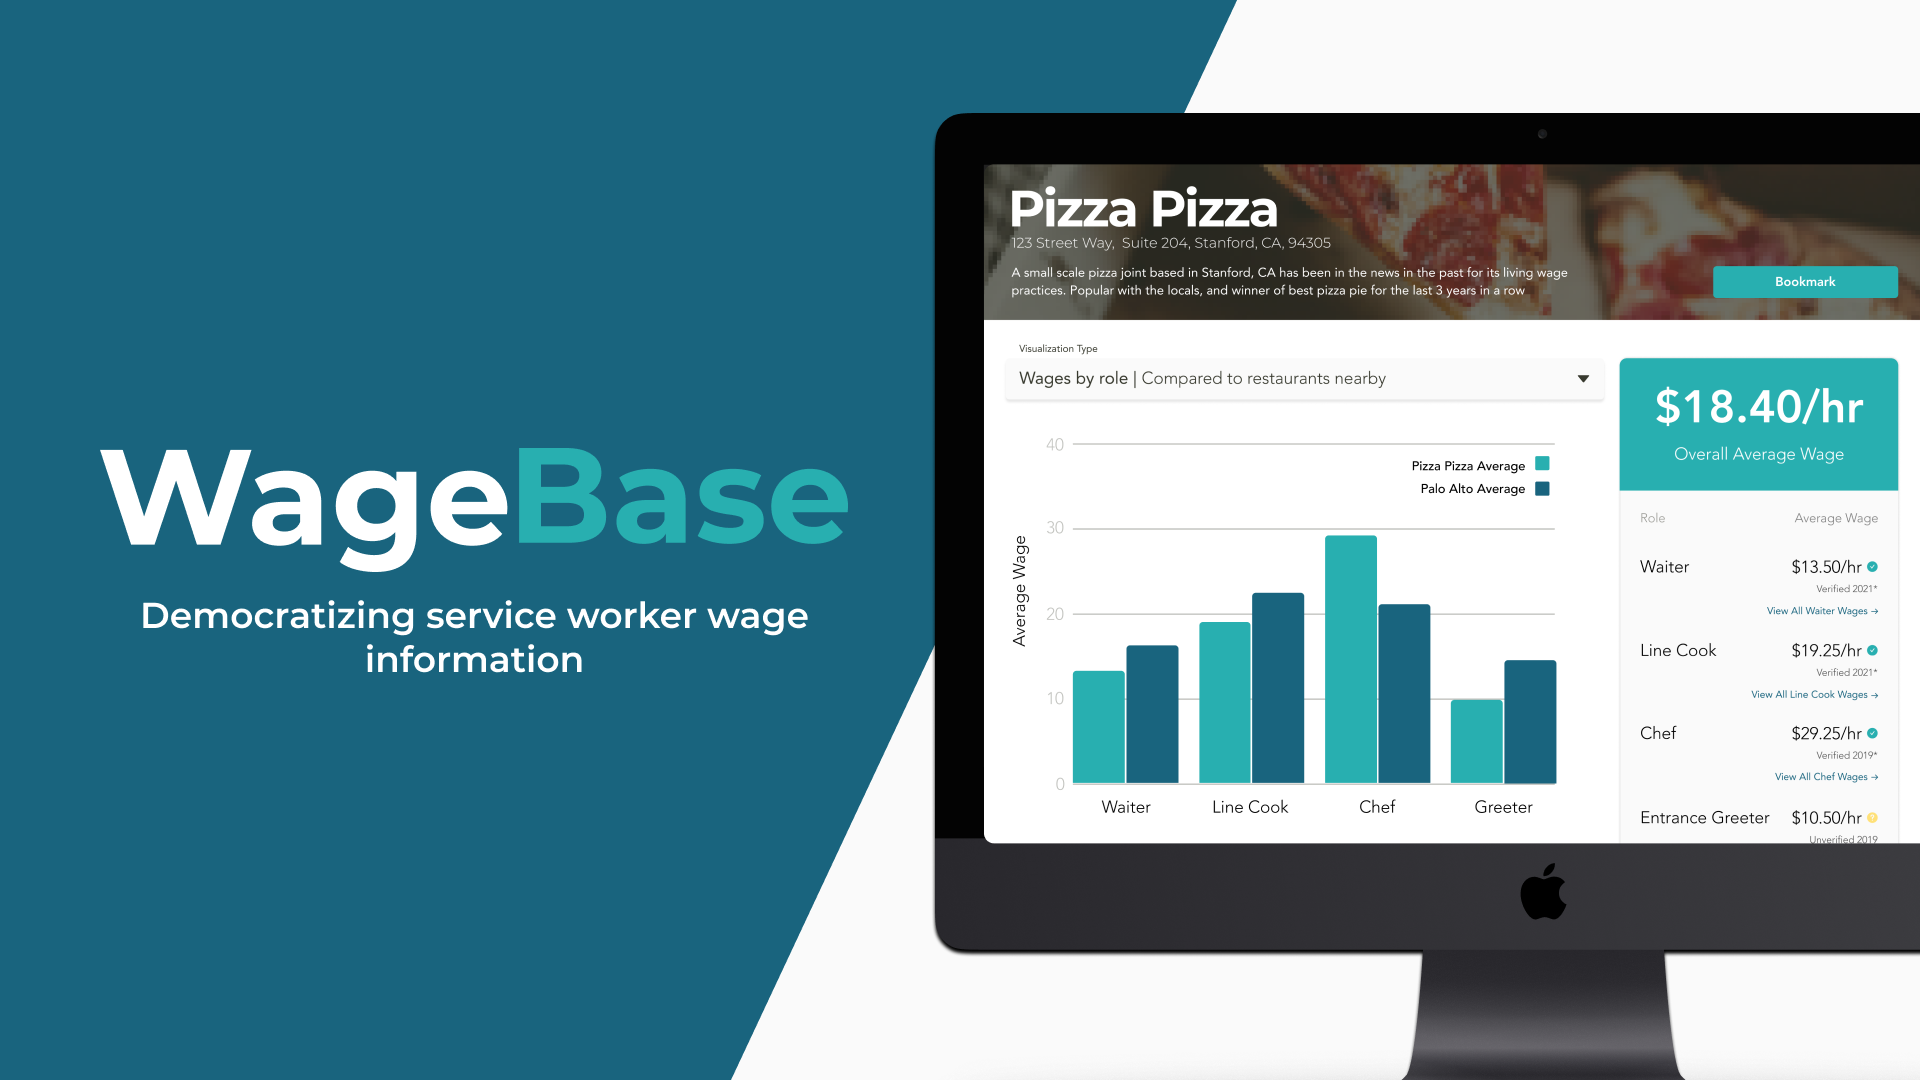 WageBase
Democratizing service worker wage
information
Pizza Pizza
123 Street Way,  Suite 204, Stanford, CA, 94305
A small scale pizza joint based in Stanford, CA has been in the news in the past for its living wage
practices. Popular with the locals, and winner of best pizza pie for the last 3 years in a row
Bookmark
Visualization Type
Wages by role | Compared to restaurants nearby
40
30
20
10
0
Average Wage
Pizza Pizza Average
Palo Alto Average
Waiter
Line Cook
Chef
Greeter
$18.40/hr
Overall Average Wage
Role Average Wage
Waiter $13.50/hr
Verified 2021*
View All Waiter Wages →
Line Cook $19.25/hr
Verified 2021*
View All Line Cook Wages →
Chef $29.25/hr
Verified 2019*
View All Chef Wages →
Entrance Greeter $10.50/hr
Unverified 2019